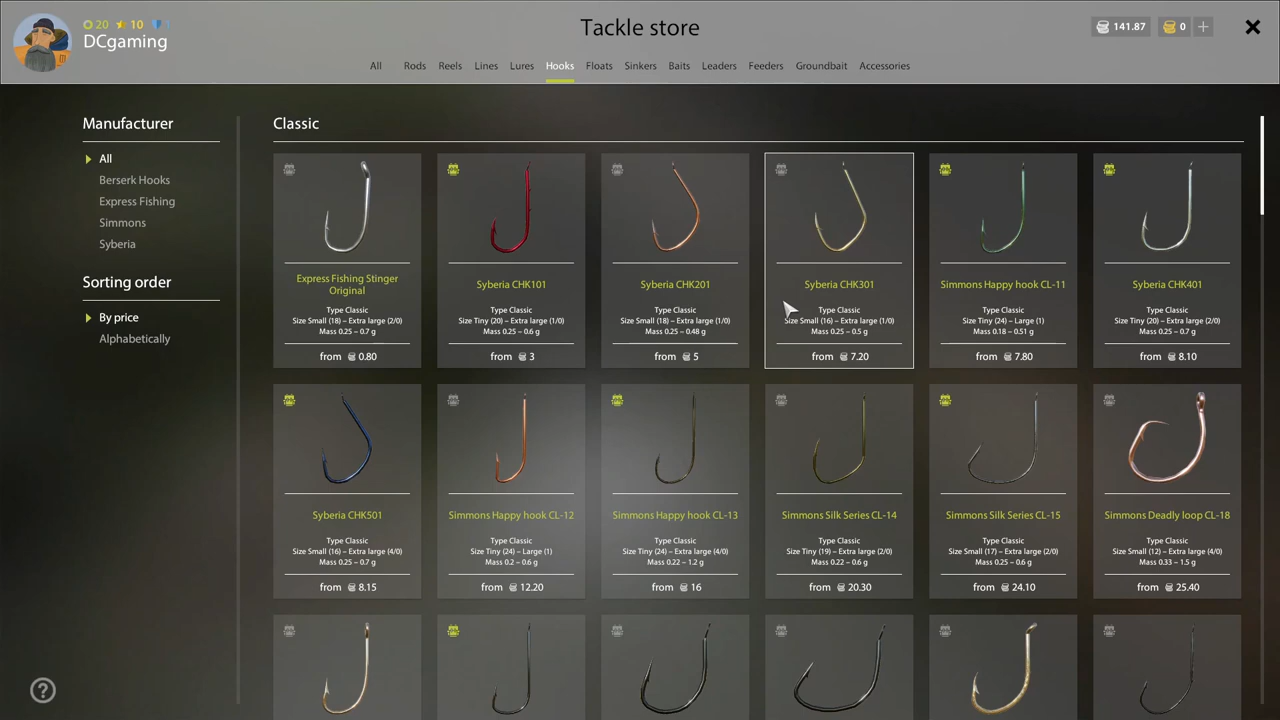 20 10
DCgaming
Tackle store
141.87
0
All Rods Reels Lines Lures Hooks Floats Sinkers Baits Leaders Feeders Groundbait Accessories
Manufacturer
All
Berserk Hooks
Express Fishing
Simmons
Syberia
Sorting order
By price
Alphabetically
Classic
Express Fishing Stinger
Original
Type Classic
Size Small (18) – Extra large (2/0)
Mass 0.25 – 0.7 g
from 0.80
Syberia CHK101
Type Classic
Size Tiny (20) – Extra large (1/0)
Mass 0.25 – 0.6 g
from 3
Syberia CHK201
Type Classic
Size Small (18) – Extra large (1/0)
Mass 0.25 – 0.48 g
from 5
Syberia CHK301
Type Classic
Size Small (16) – Extra large (1/0)
Mass 0.25 – 0.5 g
from 7.20
Simmons Happy hook CL-11
Type Classic
Size Tiny (24) – Large (1)
Mass 0.18 – 0.51 g
from 7.80
Syberia CHK401
Type Classic
Size Tiny (20) – Extra large (2/0)
Mass 0.25 – 0.7 g
from 8.10
Syberia CHK501
Type Classic
Size Small (16) – Extra large (4/0)
Mass 0.25 – 0.7 g
from 8.15
Simmons Happy hook CL-12
Type Classic
Size Tiny (24) – Large (1)
Mass 0.2 – 0.6 g
from 12.20
Simmons Happy hook CL-13
Type Classic
Size Tiny (24) – Extra large (4/0)
Mass 0.22 – 1.2 g
from 16
Simmons Silk Series CL-14
Type Classic
Size Tiny (19) – Extra large (2/0)
Mass 0.22 – 0.6 g
from 20.30
Simmons Silk Series CL-15
Type Classic
Size Small (17) – Extra large (2/0)
Mass 0.25 – 0.6 g
from 24.10
Simmons Deadly loop CL-18
Type Classic
Size Small (12) – Extra large (4/0)
Mass 0.33 – 1.5 g
from 25.40
?